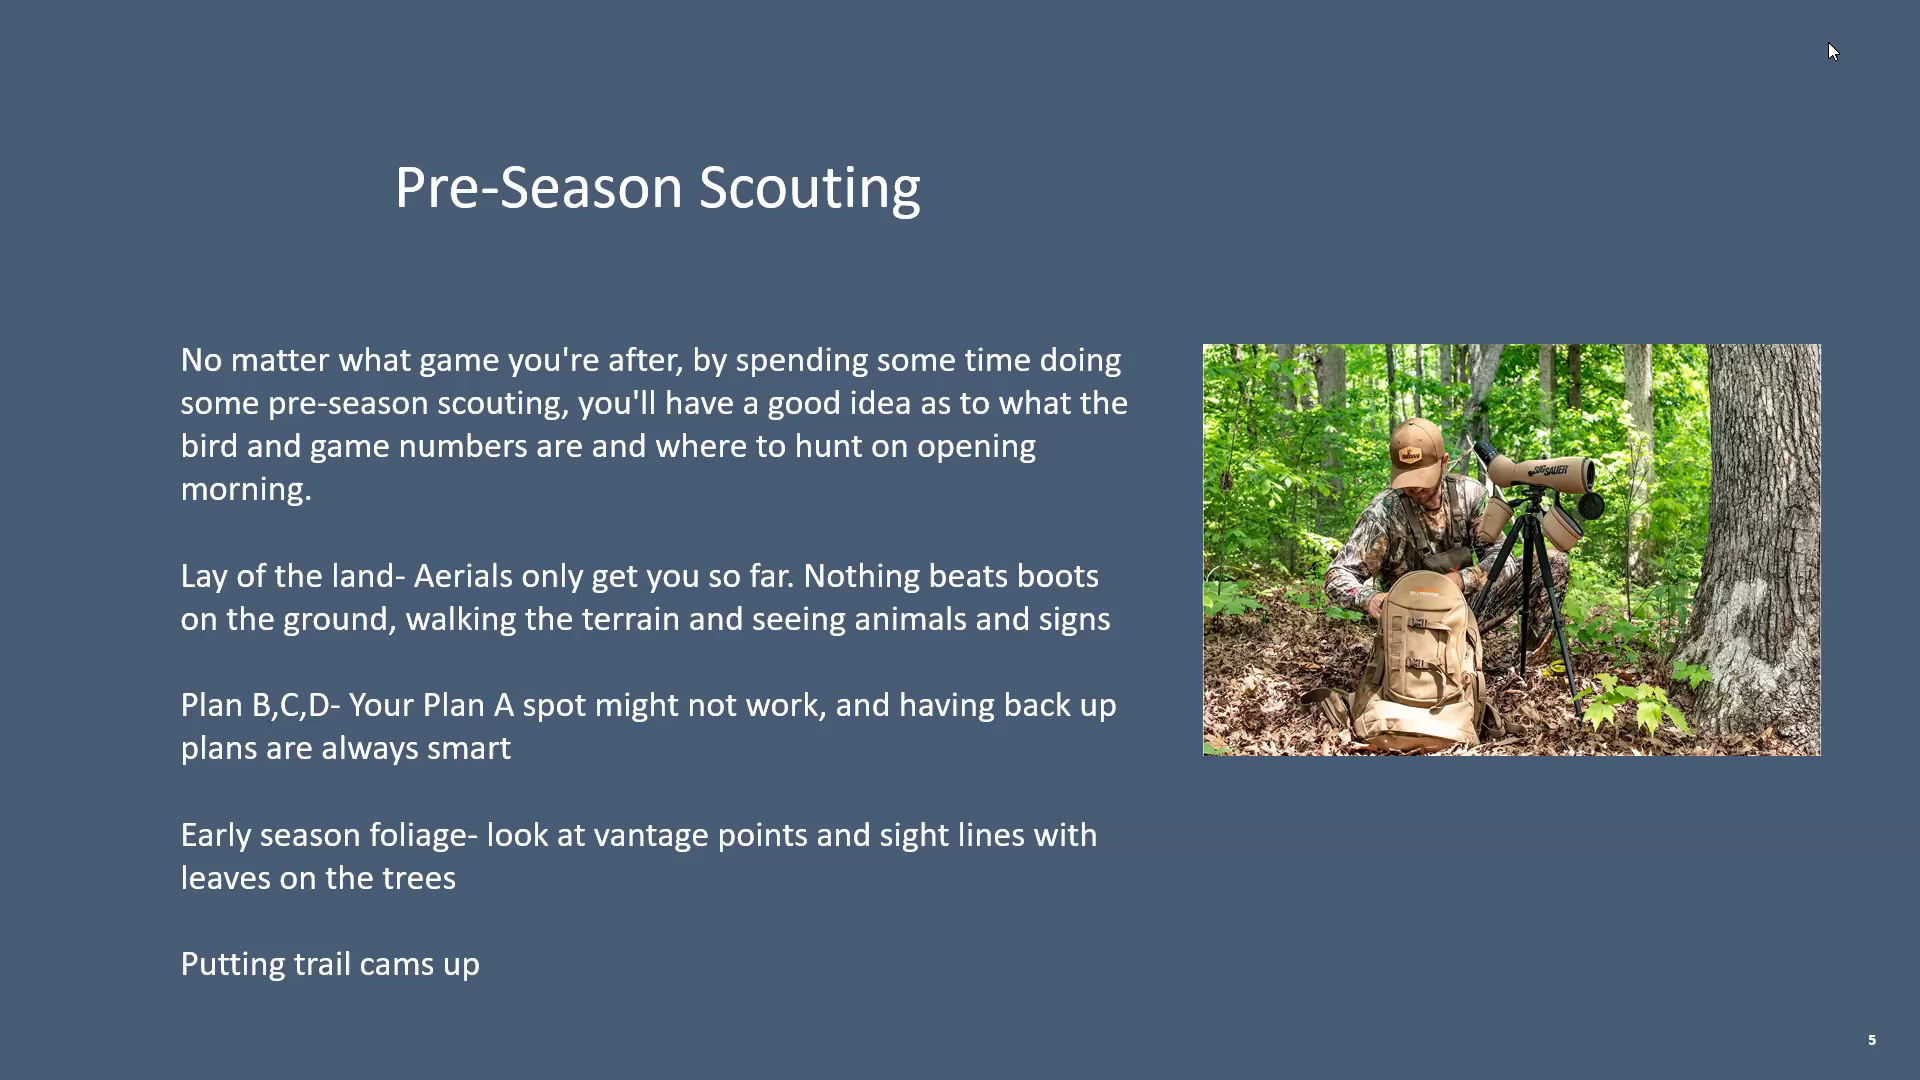 Pre-Season Scouting
No matter what game you're after, by spending some time doing
some pre-season scouting, you'll have a good idea as to what the
bird and game numbers are and where to hunt on opening
morning.
Lay of the land- Aerials only get you so far. Nothing beats boots
on the ground, walking the terrain and seeing animals and signs
Plan B,C,D- Your Plan A spot might not work, and having back up
plans are always smart
Early season foliage- look at vantage points and sight lines with
leaves on the trees
Putting trail cams up
SIG SAUER
5